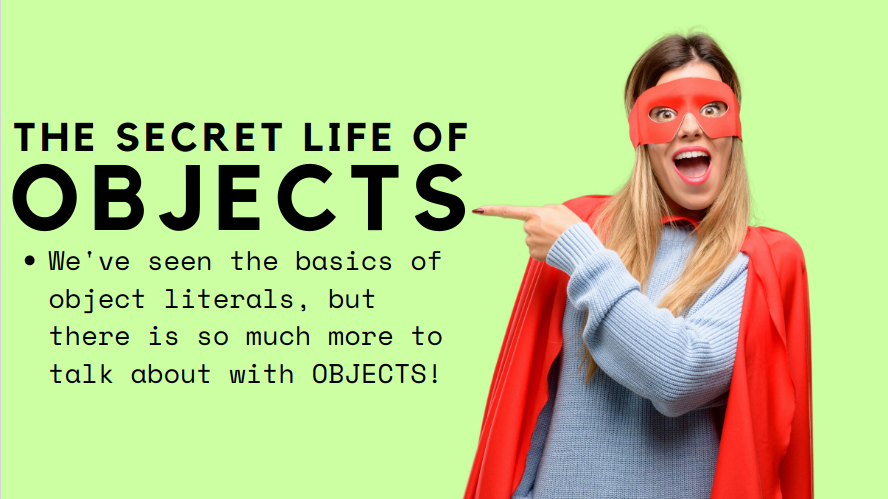 THE SECRET LIFE OF
OBJECTS
• We've seen the basics of
object literals, but
there is so much more to
talk about with OBJECTS!